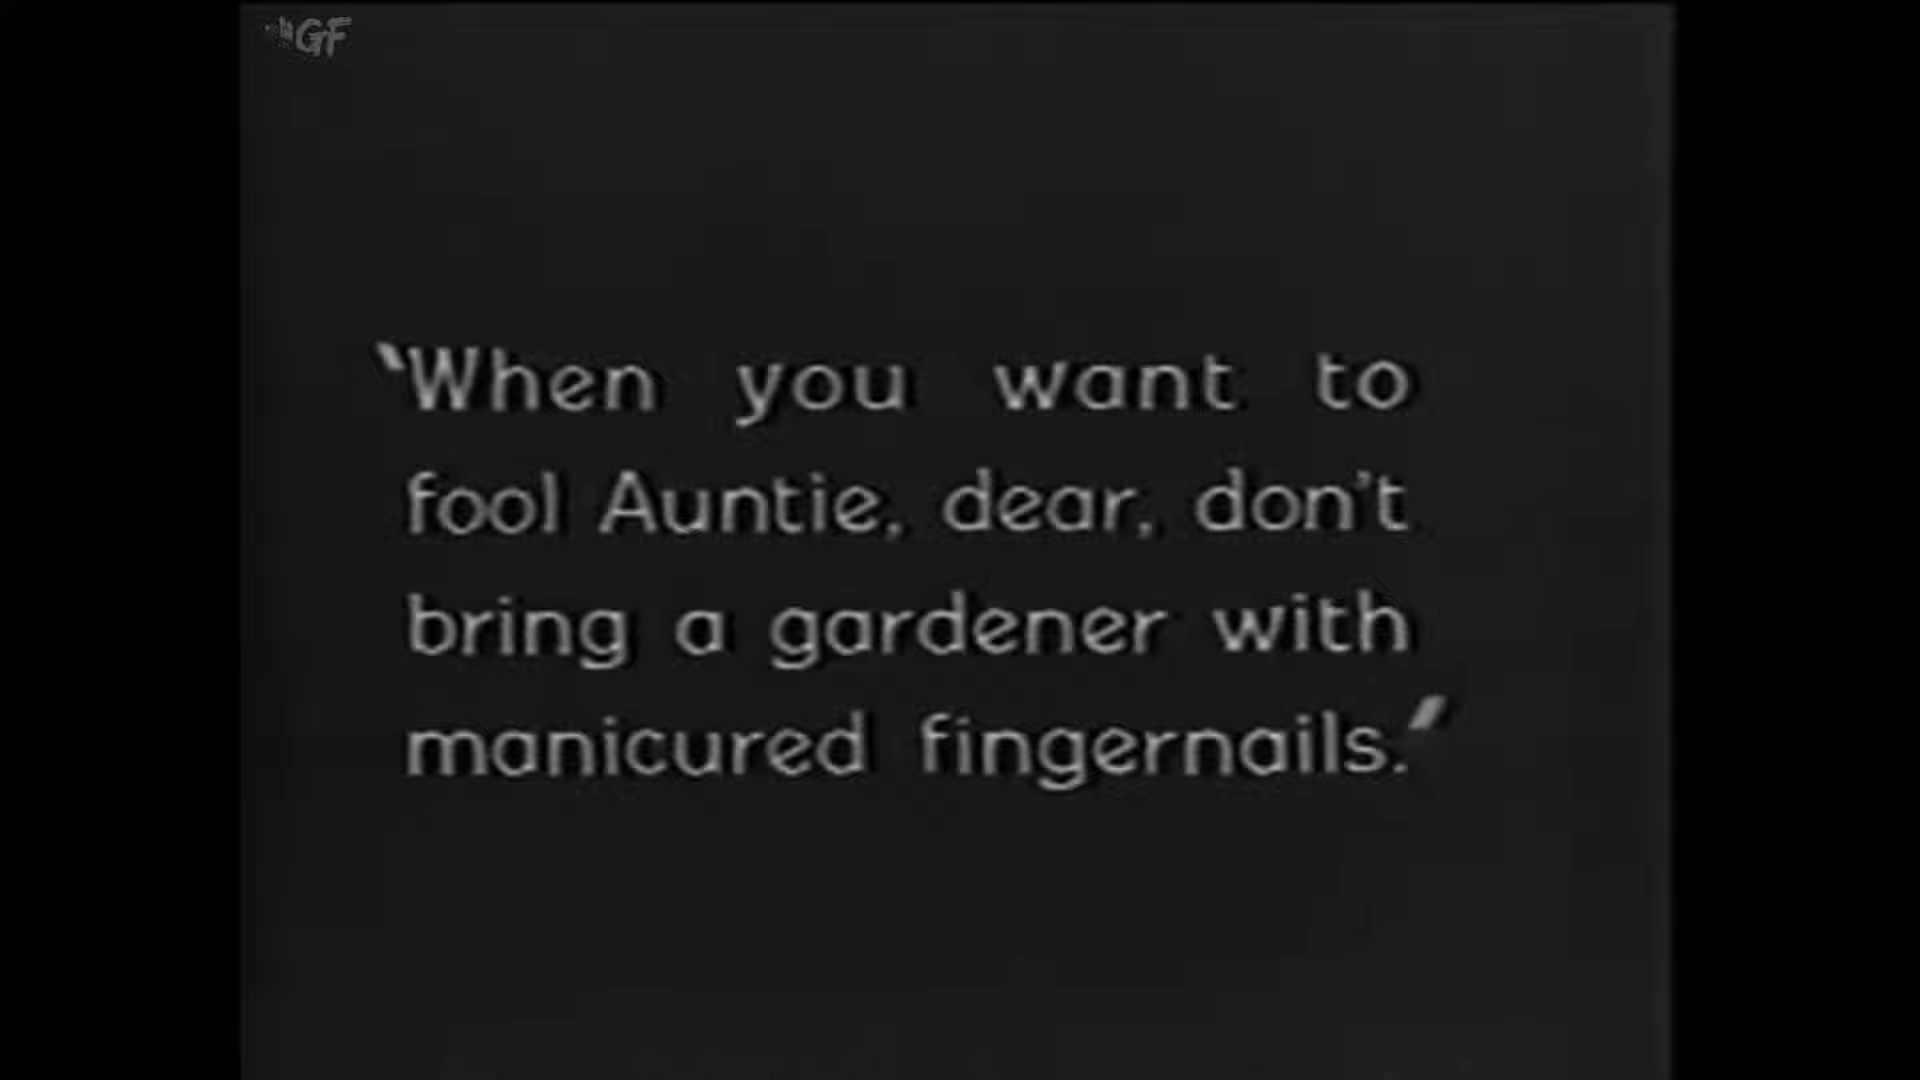 GF
'When you want to
fool Auntie, dear, don't
bring a gardener with
manicured fingernails.'